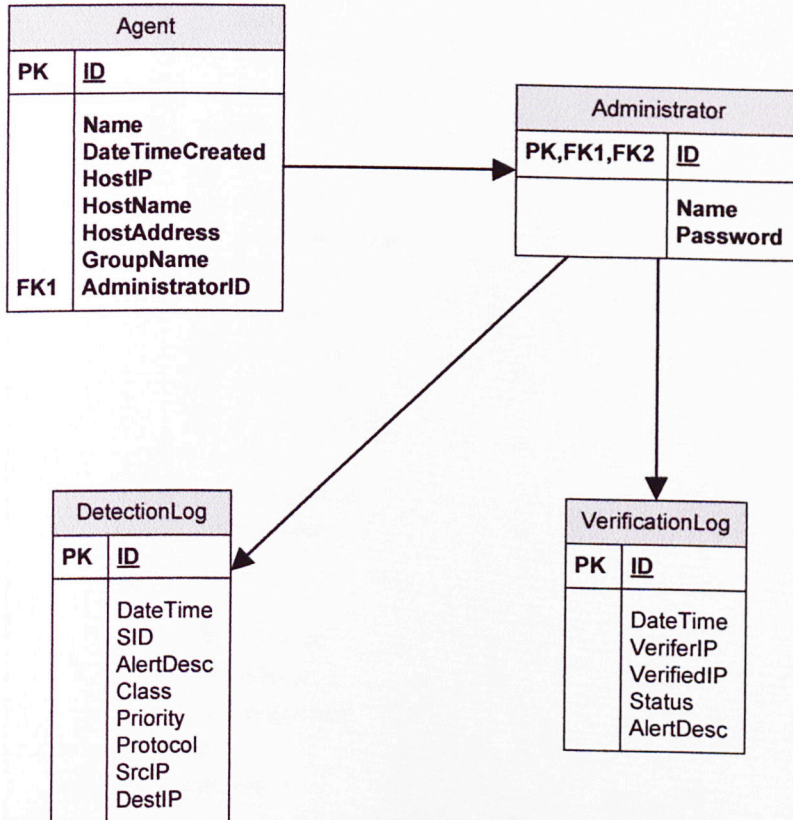 Agent
PK ID
Name
DateTimeCreated
HostIP
HostName
HostAddress
GroupName
FK1 AdministratorID
Administrator
PK,FK1,FK2 ID
Name
Password
DetectionLog
PK ID
DateTime
SID
AlertDesc
Class
Priority
Protocol
SrcIP
DestIP
VerificationLog
PK ID
DateTime
VeriferIP
VerifiedIP
Status
AlertDesc